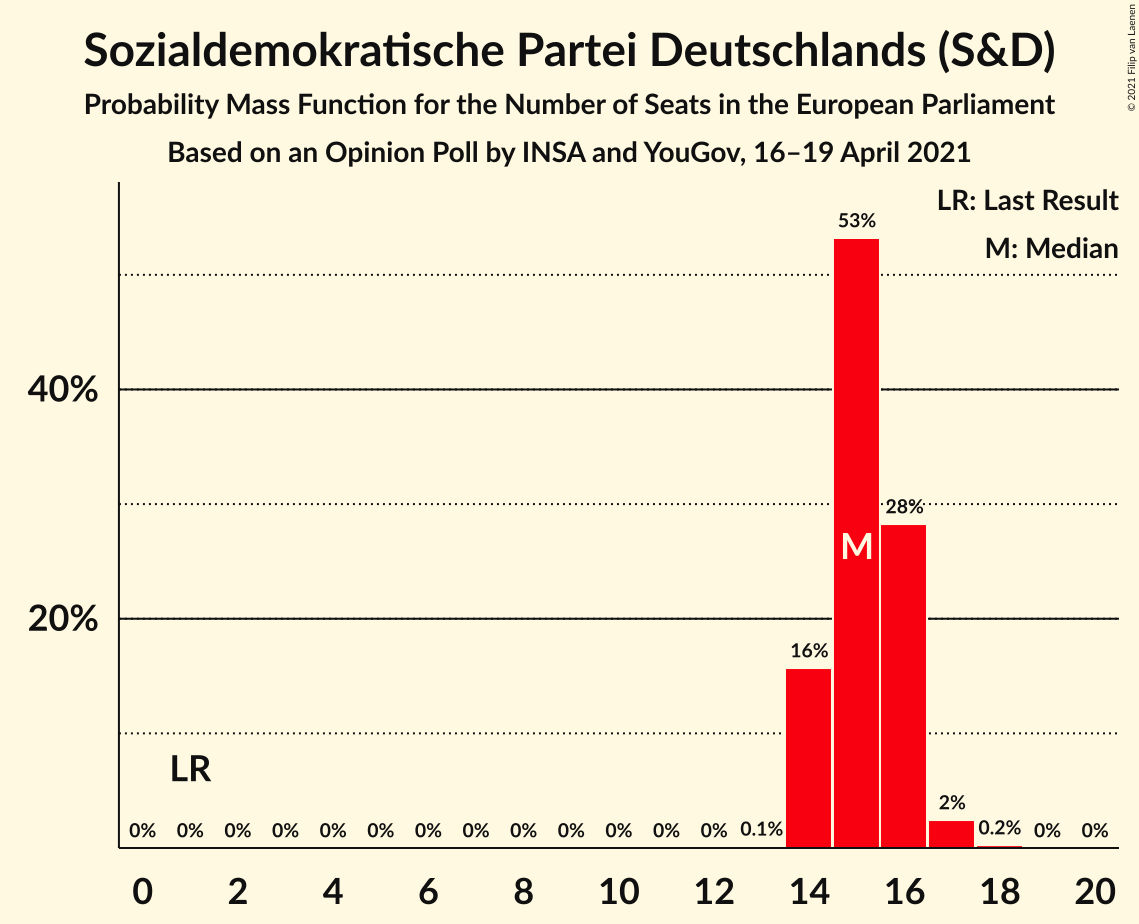 Sozialdemokratische Partei Deutschlands (S&D)
Probability Mass Function for the Number of Seats in the European Parliament
Based on an Opinion Poll by INSA and YouGov, 16–19 April 2021
© 2021 Filip van Laenen
LR: Last Result
M: Median
53%
40%
28%
M
20%
16%
LR
2%
0% 0% 0% 0% 0% 0% 0% 0% 0% 0% 0% 0% 0% 0.1% 0.2% 0% 0%
0 2 4 6 8 10 12 14 16 18 20